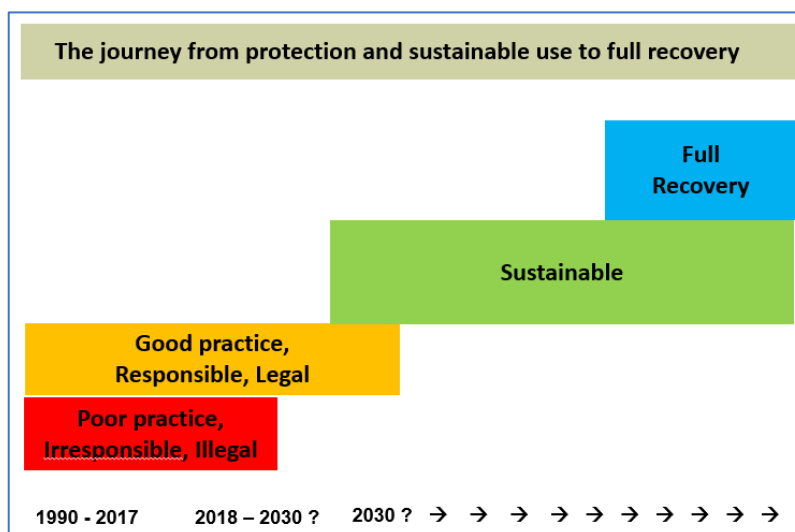 The journey from protection and sustainable use to full recovery
Full
Recovery
Sustainable
Good practice,
Responsible, Legal
Poor practice,
Irresponsible, Illegal
1990 - 2017 2018 – 2030 ? 2030 ? → → → → → → → → → →